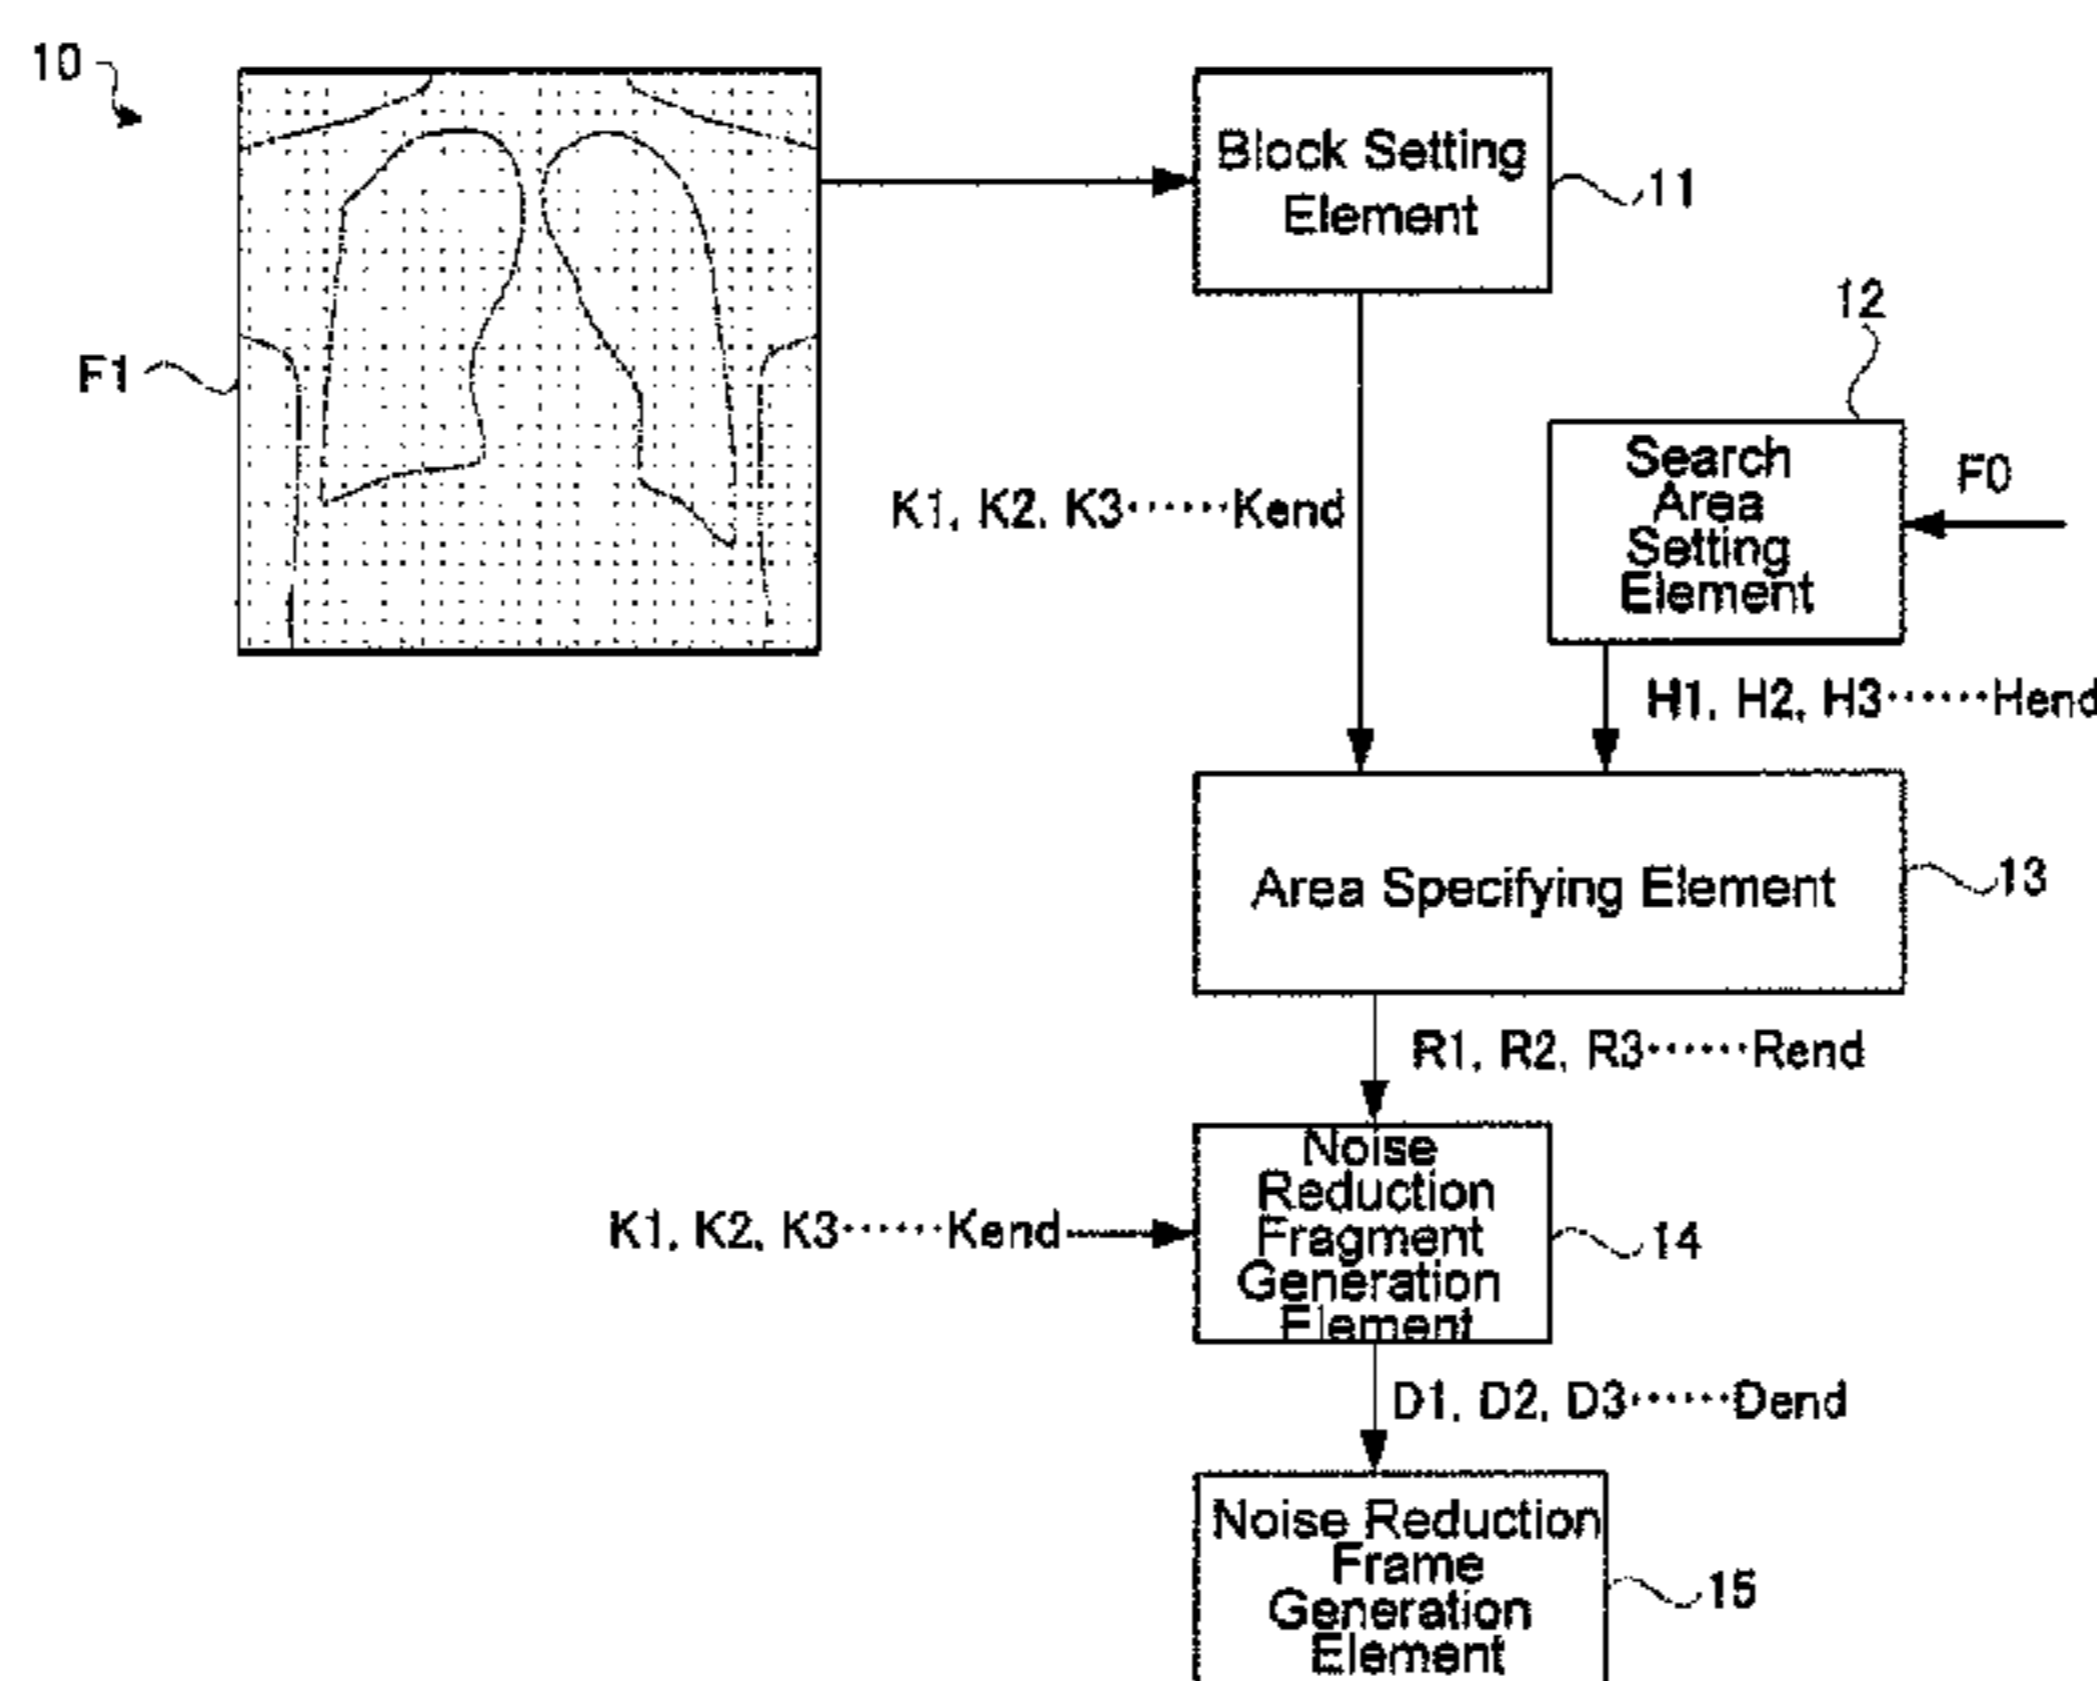 10
F1
Block Setting
Element
11
12
Search
Area
Setting
Element
F0
K1, K2, K3······Kend
H1, H2, H3······Hend
Area Specifying Element
13
R1, R2, R3······Rend
K1, K2, K3······Kend
Noise
Reduction
Fragment
Generation
Element
14
D1, D2, D3······Dend
Noise Reduction
Frame
Generation
Element
15